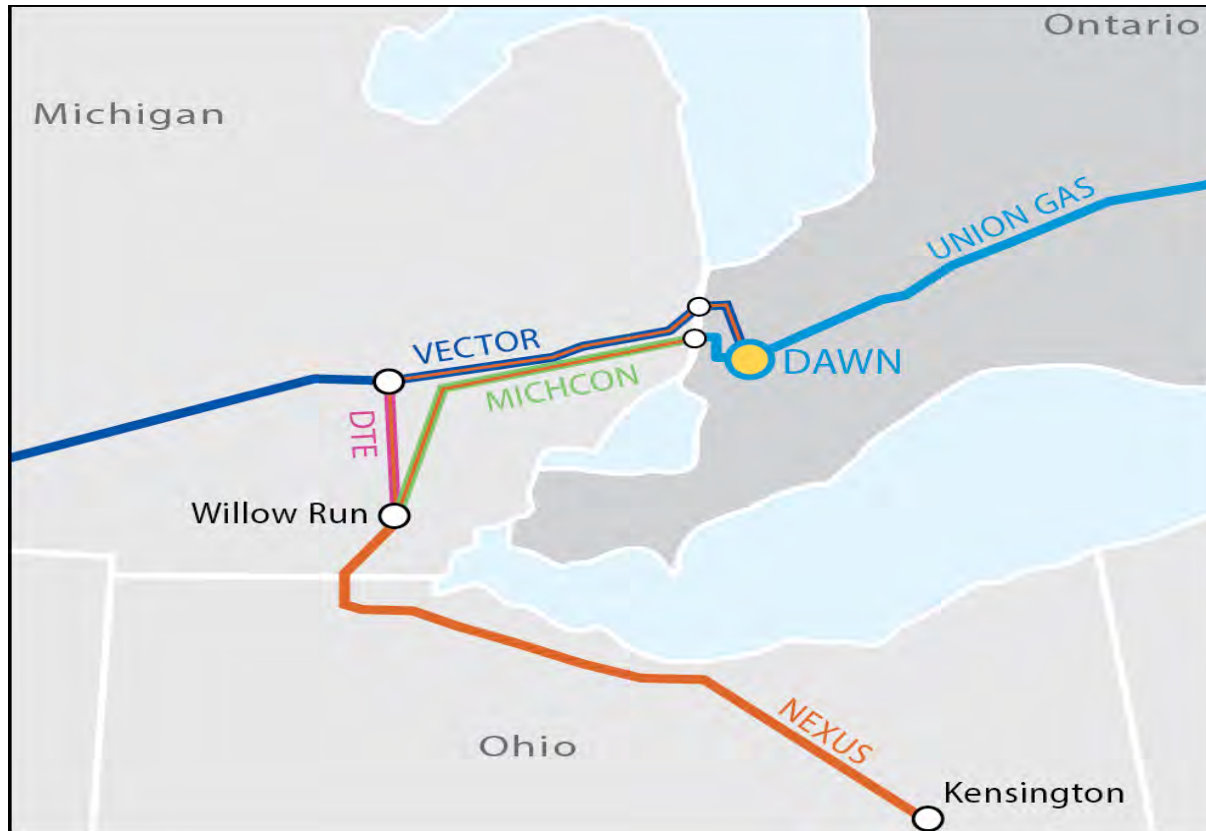 Ontario
Michigan
UNION GAS
VECTOR
DAWN
MICHCON
DTE
Willow Run
NEXUS
Ohio
Kensington